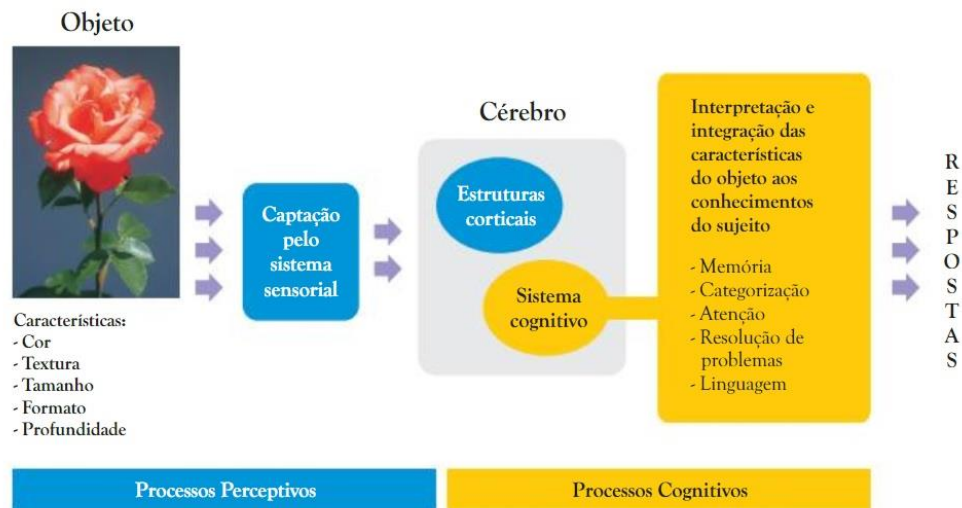 Objeto
Características:
- Cor
- Textura
- Tamanho
- Formato
- Profundidade
Captação
pelo
sistema
sensorial
Cérebro
Estruturas
corticais
Sistema
cognitivo
Interpretação e
integração das
características
do objeto aos
conhecimentos
do sujeito
- Memória
- Categorização
- Atenção
- Resolução de
problemas
- Linguagem
R
E
S
P
O
S
T
A
S
Processos Perceptivos
Processos Cognitivos